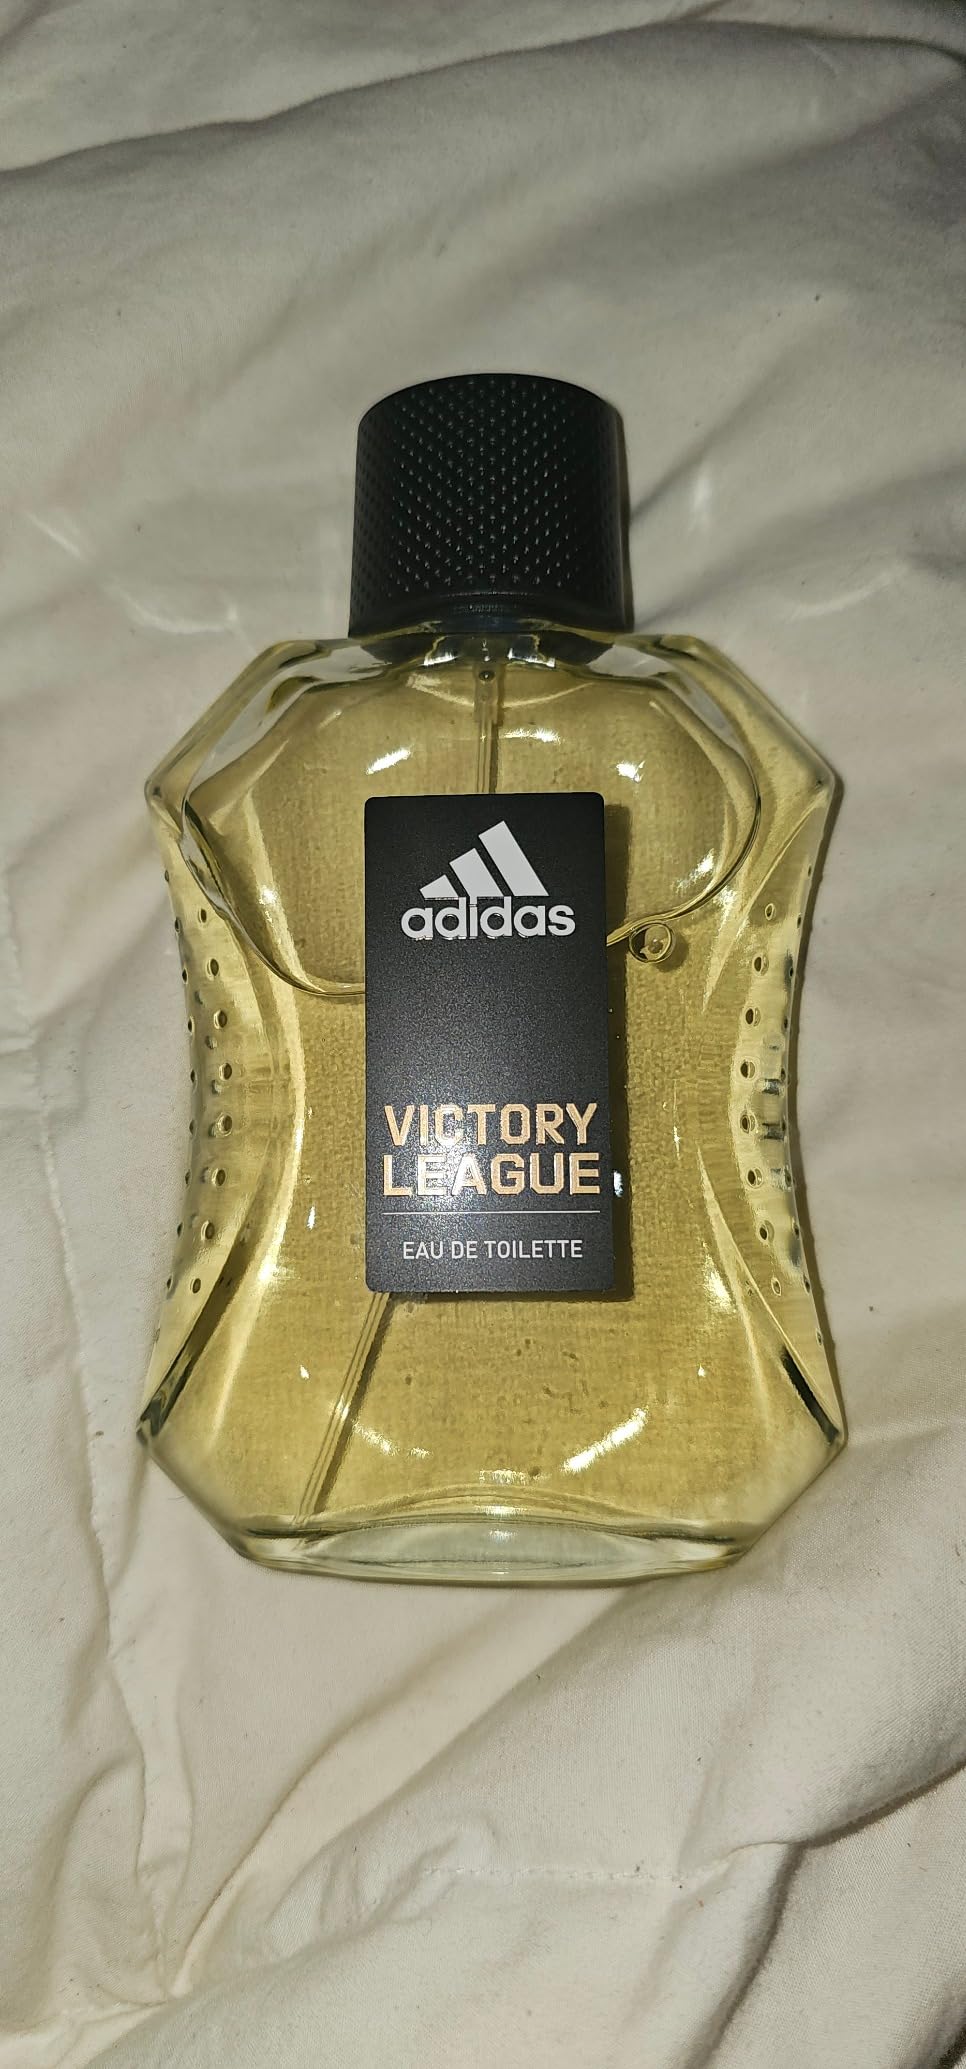 adidas
VICTORY
LEAGUE
EAU DE TOILETTE